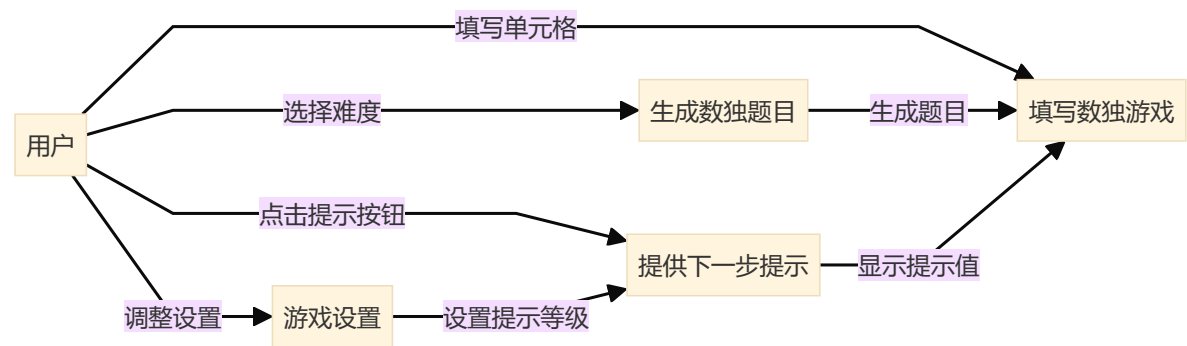 填写单元格
选择难度
生成数独题目
生成题目
填写数独游戏
用户
点击提示按钮
提供下一步提示
显示提示值
调整设置
游戏设置
设置提示等级